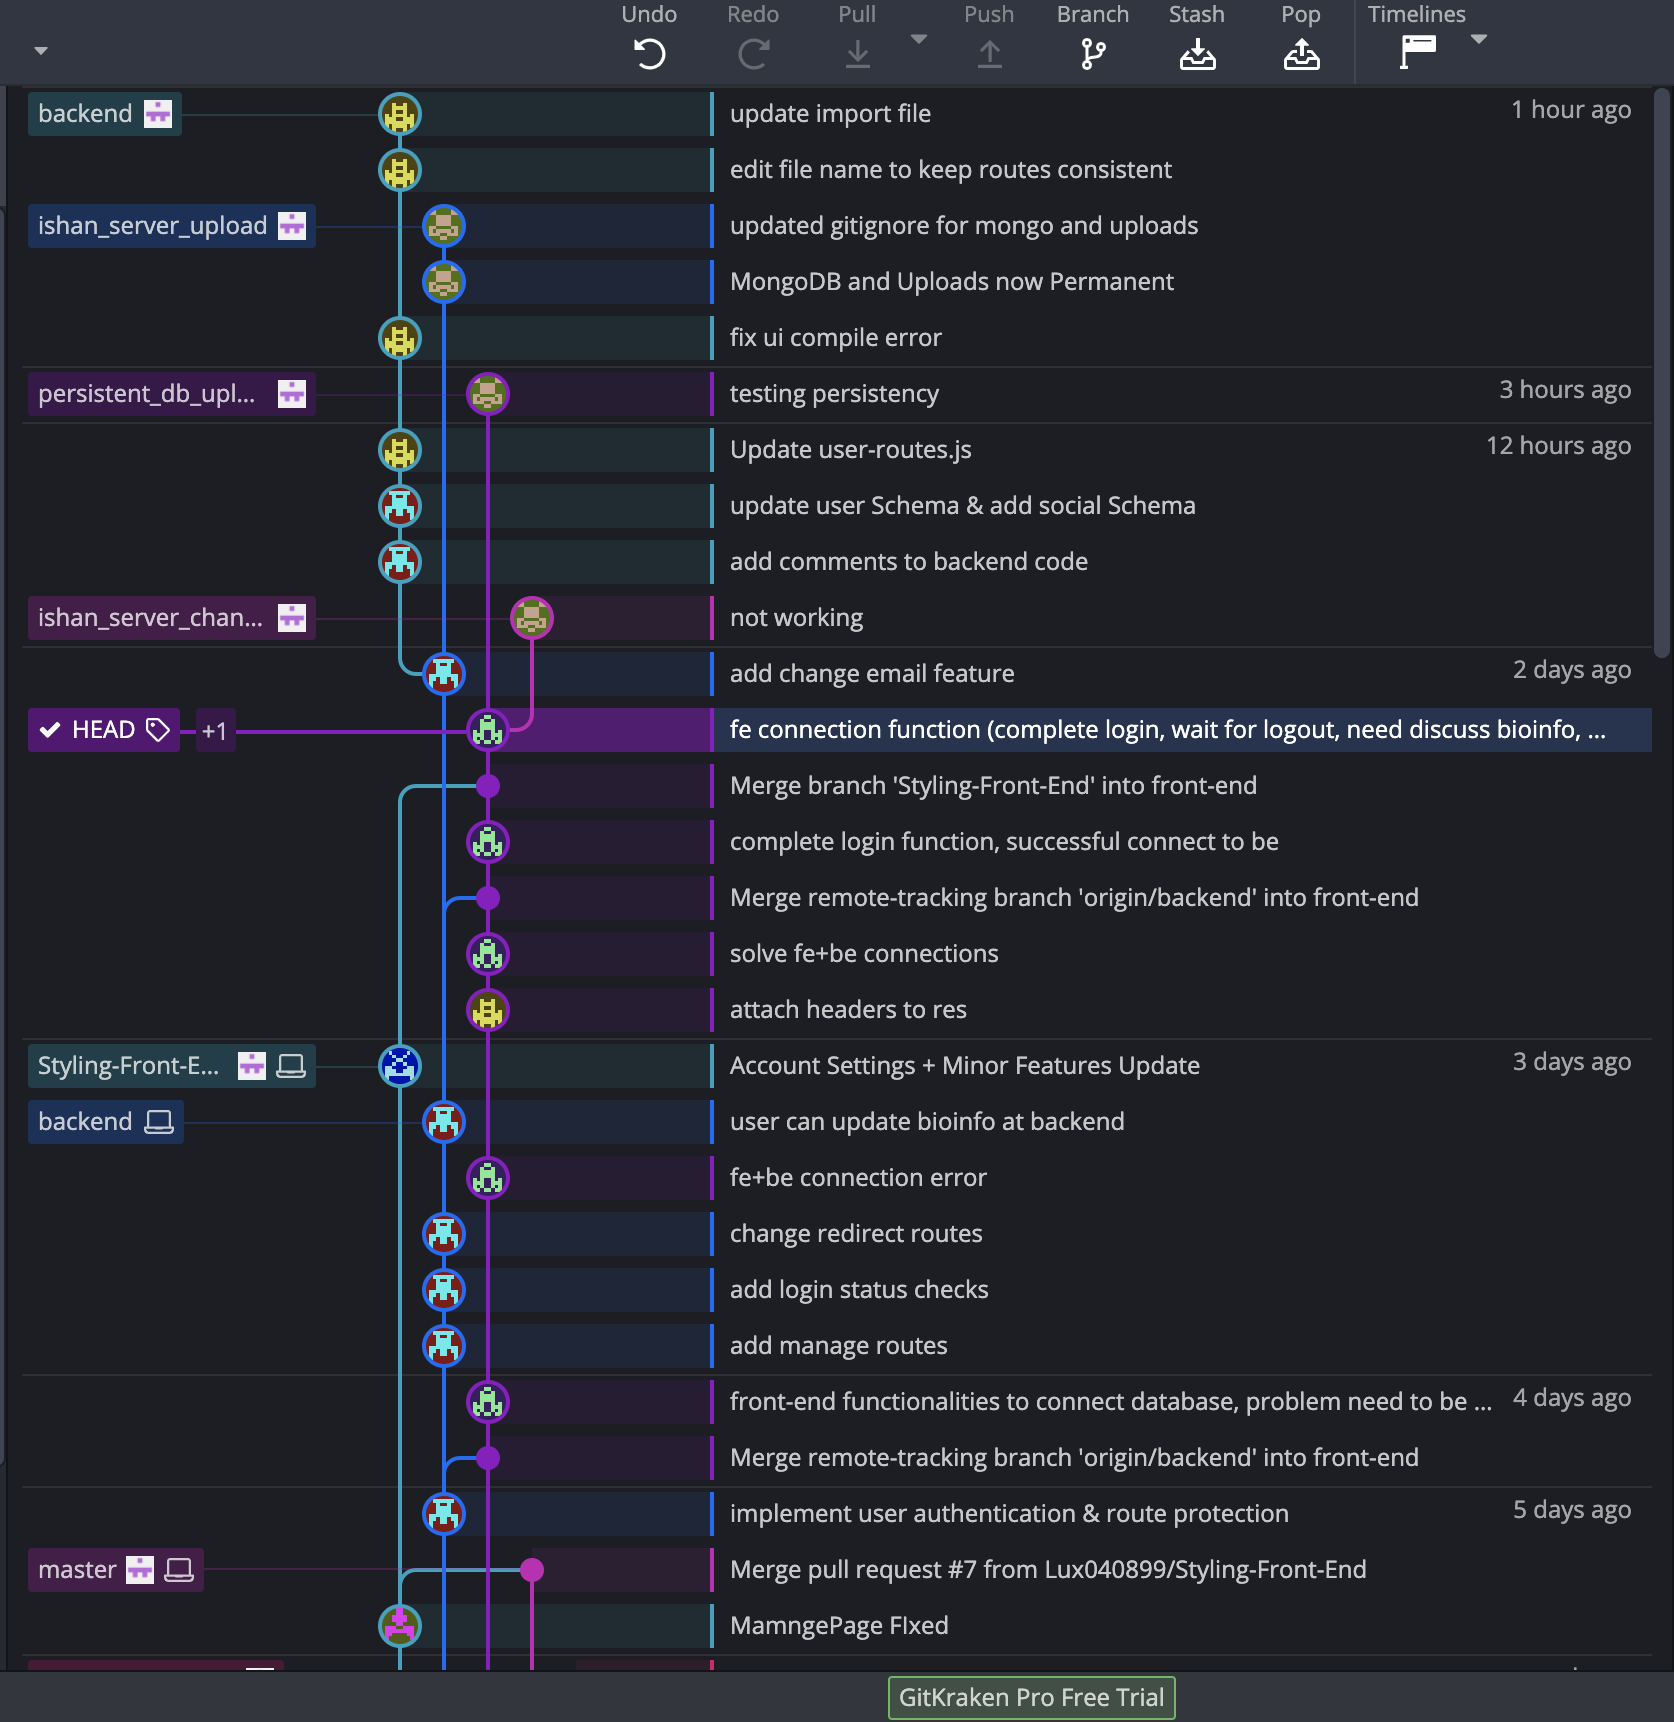 Undo Redo Pull Push Branch Stash Pop Timelines
backend update import file 1 hour ago
edit file name to keep routes consistent
ishan_server_upload updated gitignore for mongo and uploads
MongoDB and Uploads now Permanent
fix ui compile error
persistent_db_upl... testing persistency 3 hours ago
Update user-routes.js 12 hours ago
update user Schema & add social Schema
add comments to backend code
ishan_server_chan... not working
add change email feature 2 days ago
HEAD +1 fe connection function (complete login, wait for logout, need discuss bioinfo, ...
Merge branch 'Styling-Front-End' into front-end
complete login function, successful connect to be
Merge remote-tracking branch 'origin/backend' into front-end
solve fe+be connections
attach headers to res
Styling-Front-E... Account Settings + Minor Features Update 3 days ago
backend user can update bioinfo at backend
fe+be connection error
change redirect routes
add login status checks
add manage routes
front-end functionalities to connect database, problem need to be ... 4 days ago
Merge remote-tracking branch 'origin/backend' into front-end
implement user authentication & route protection 5 days ago
master Merge pull request #7 from Lux040899/Styling-Front-End
MamngePage FIxed
GitKraken Pro Free Trial